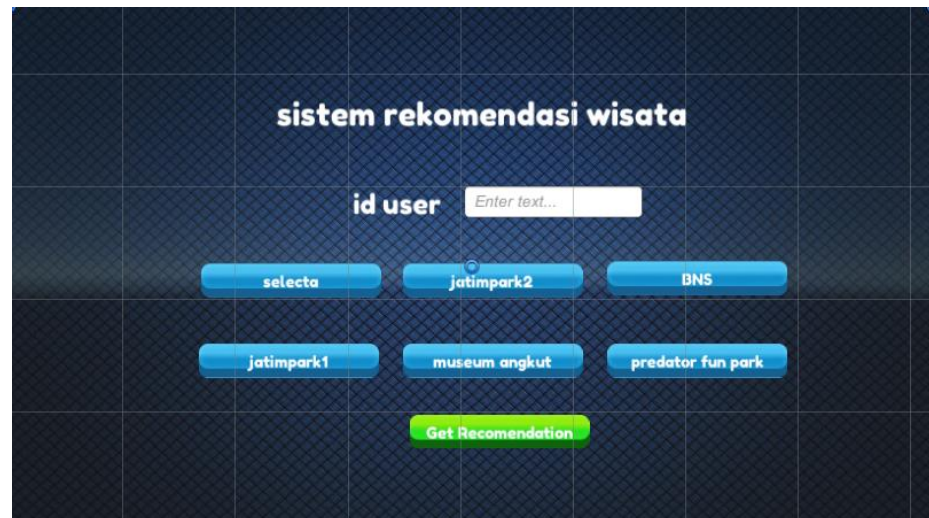 sistem rekomendasi wisata
id user Enter text...
selecta jatimpark2 BNS
jatimpark1 museum angkut predator fun park
Get Recomendation